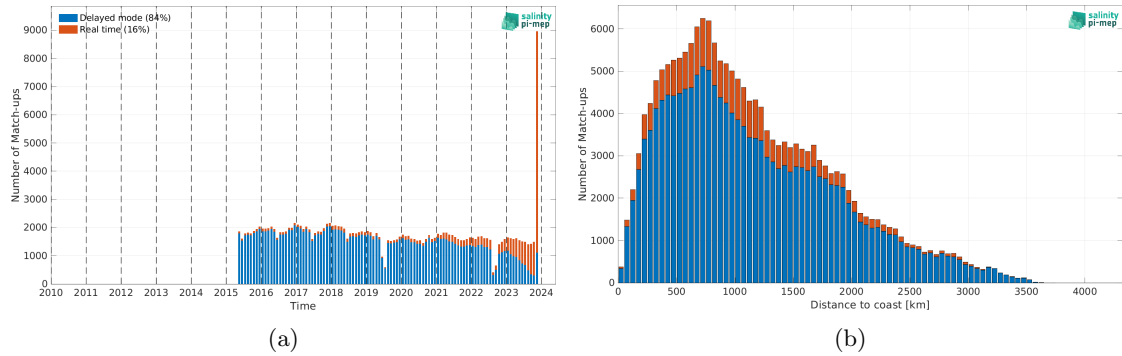 Delayed mode (84%)
Real time (16%)
salinity
pi-mep
Number of Match-ups
9000
8000
7000
6000
5000
4000
3000
2000
1000
0
2010 2011 2012 2013 2014 2015 2016 2017 2018 2019 2020 2021 2022 2023 2024
Time
(a)
salinity
pi-mep
Number of Match-ups
6000
5000
4000
3000
2000
1000
0
0 500 1000 1500 2000 2500 3000 3500 4000
Distance to coast [km]
(b)